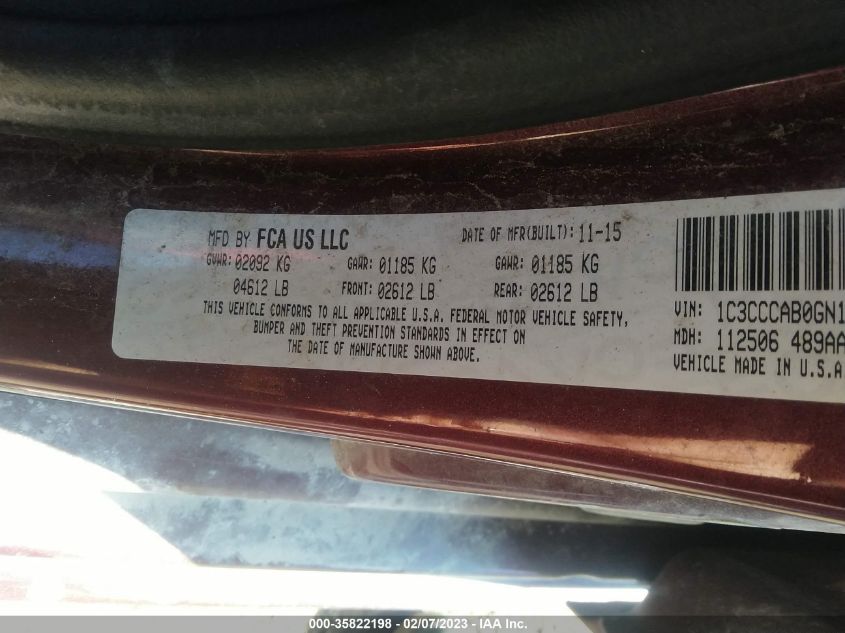 MFD BY FCA US LLC DATE OF MFR(BUILT): 11-15
GVWR: 02092 KG GAWR: 01185 KG GAWR: 01185 KG
04612 LB FRONT: 02612 LB REAR: 02612 LB
THIS VEHICLE CONFORMS TO ALL APPLICABLE U.S.A. FEDERAL MOTOR VEHICLE SAFETY,
BUMPER AND THEFT PREVENTION STANDARDS IN EFFECT ON
THE DATE OF MANUFACTURE SHOWN ABOVE.
VIN: 1C3CCCAB0GN1
MDH: 112506 489AA
VEHICLE MADE IN U.S.A
000-35822198 - 02/07/2023 - © IAA Inc.